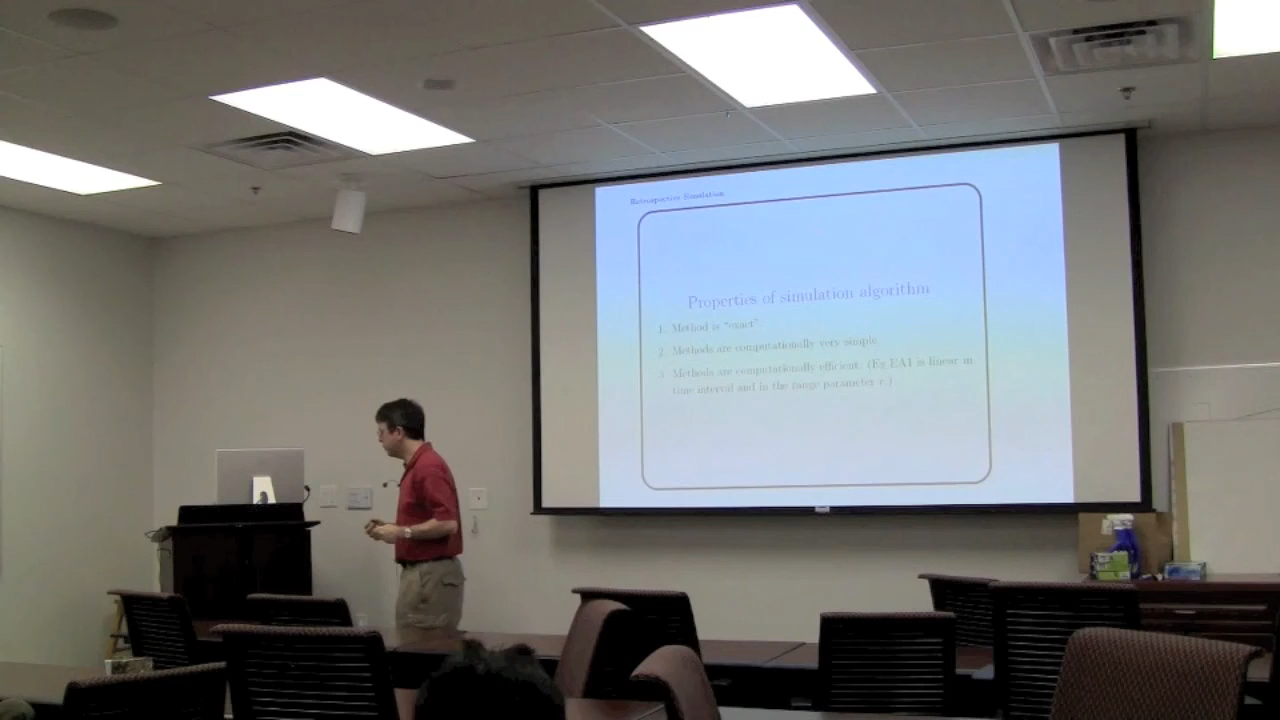 Retrospective Simulation
Properties of simulation algorithm
1. Method is “exact”.
2. Methods are computationally very simple.
3. Methods are computationally efficient. (Eg EA1 is linear in
time interval and in the range parameter r.)